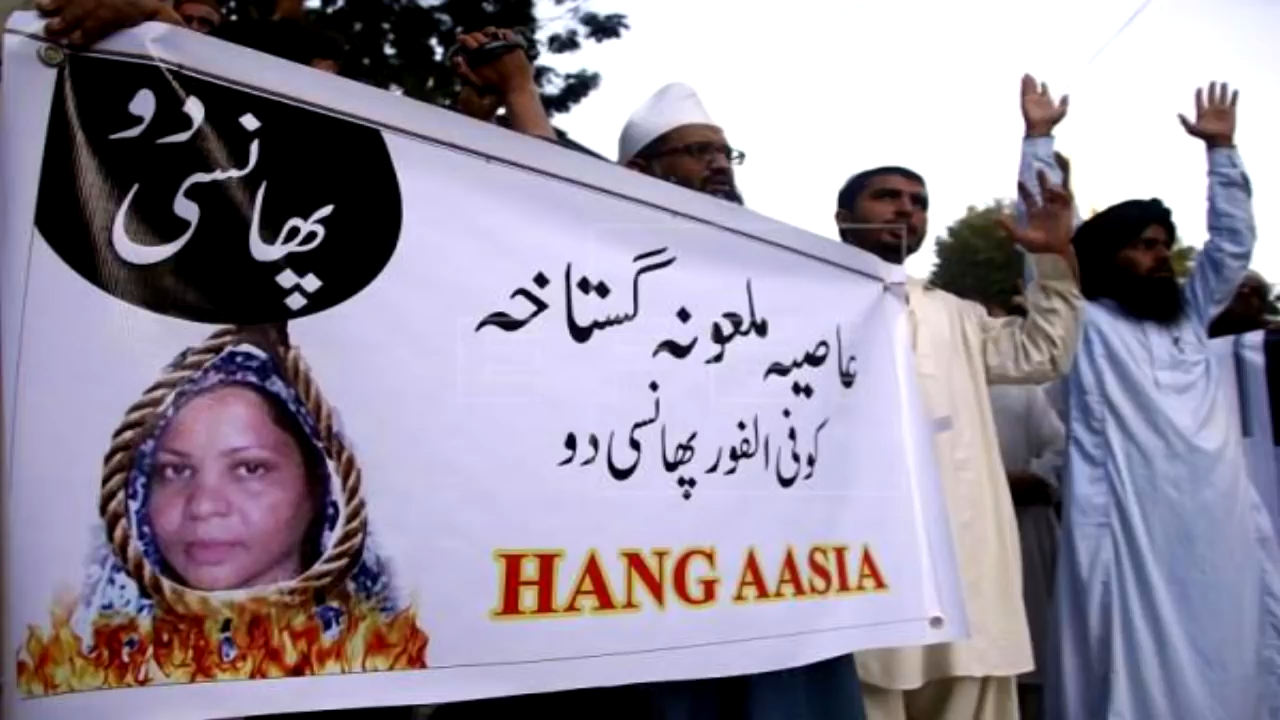 پھانسی دو
عاصیہ ملعونہ گستاخہ
کو فی الفور پھانسی دو
HANG AASIA